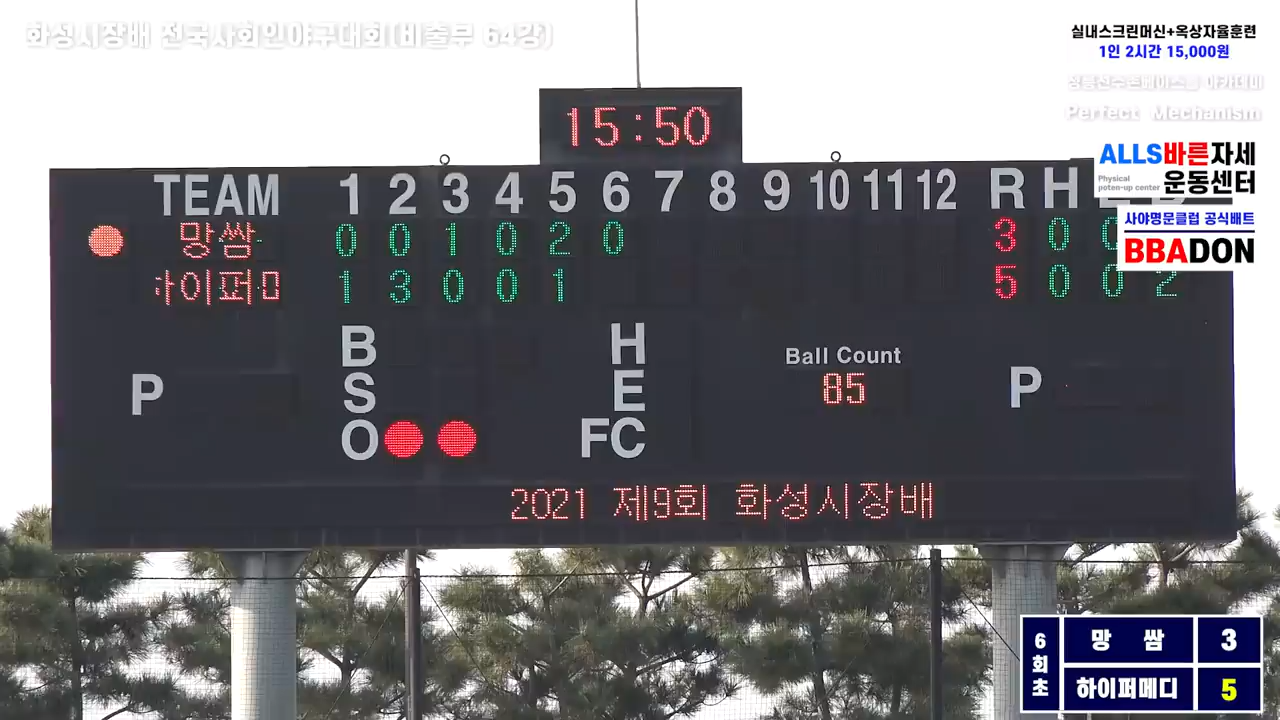 화성시장배 전국사회인야구대회(비출무 64강)
실내스크린머신+옥상자율훈련
1인 2시간 15,000원
Perfect Mechanism
ALLS바른자세
Physical
poten-up center
운동센터
사야명문클럽 공식배트
BBADON
15:50
TEAM 1 2 3 4 5 6 7 8 9 10 11 12 R H
망쌈 0 0 1 0 2 0 3 0
하이퍼 1 3 0 0 1 5 0 0 2
B H
Ball Count
P S E 85 P
O FC
2021 제9회 화성시장배
6회초
망 쌈 3
하이퍼메디 5